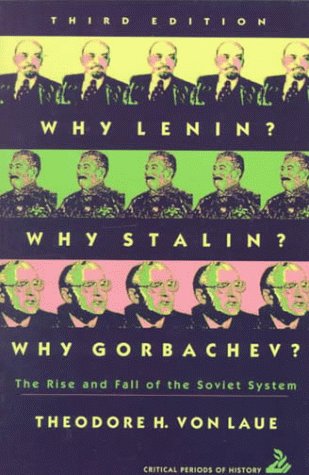 THIRD EDITION
WHY LENIN?
WHY STALIN?
WHY GORBACHEV?
The Rise and Fall of the Soviet System
THEODORE H. VON LAUE
CRITICAL PERIODS OF HISTORY